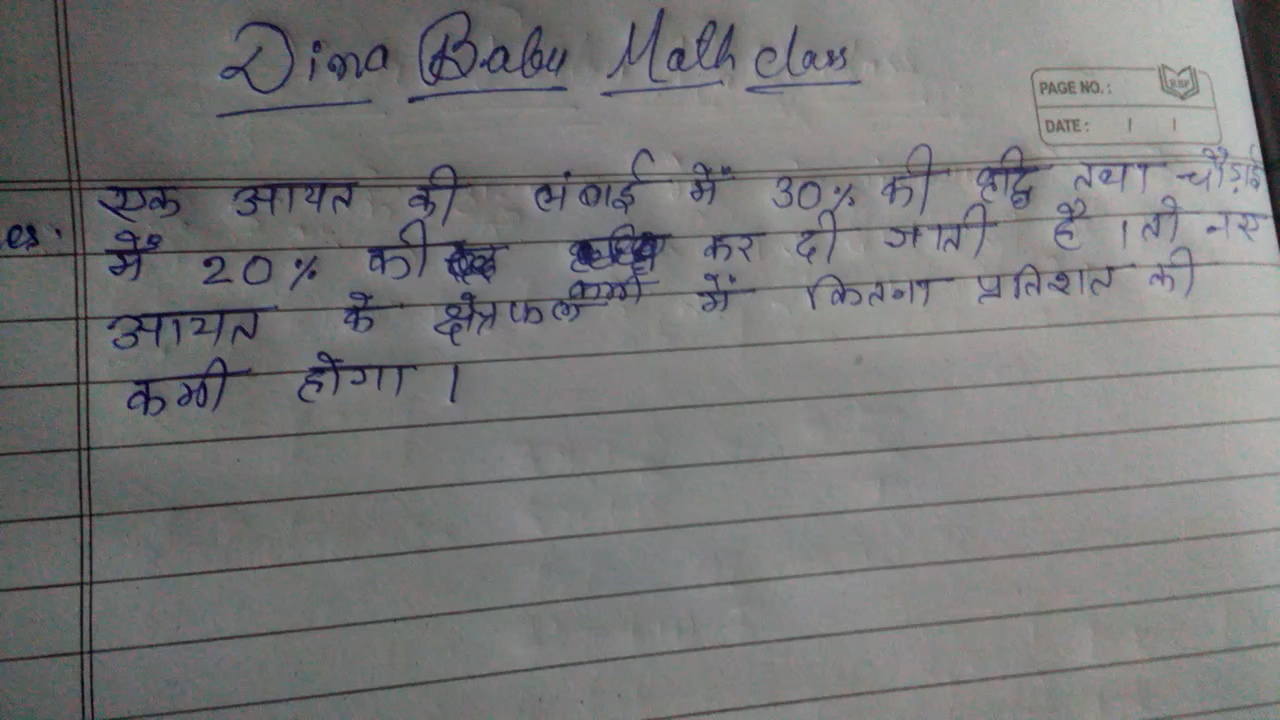 Dina Babu Math class
PAGE NO.:
DATE:
एक आयत की लंबाई में 30% की वृद्धि तथा चौड़ाई
में 20% की कमी कर दी जाती है । तो नए
आयत के क्षेत्रफल में कितना प्रतिशत की
कमी होगा ।